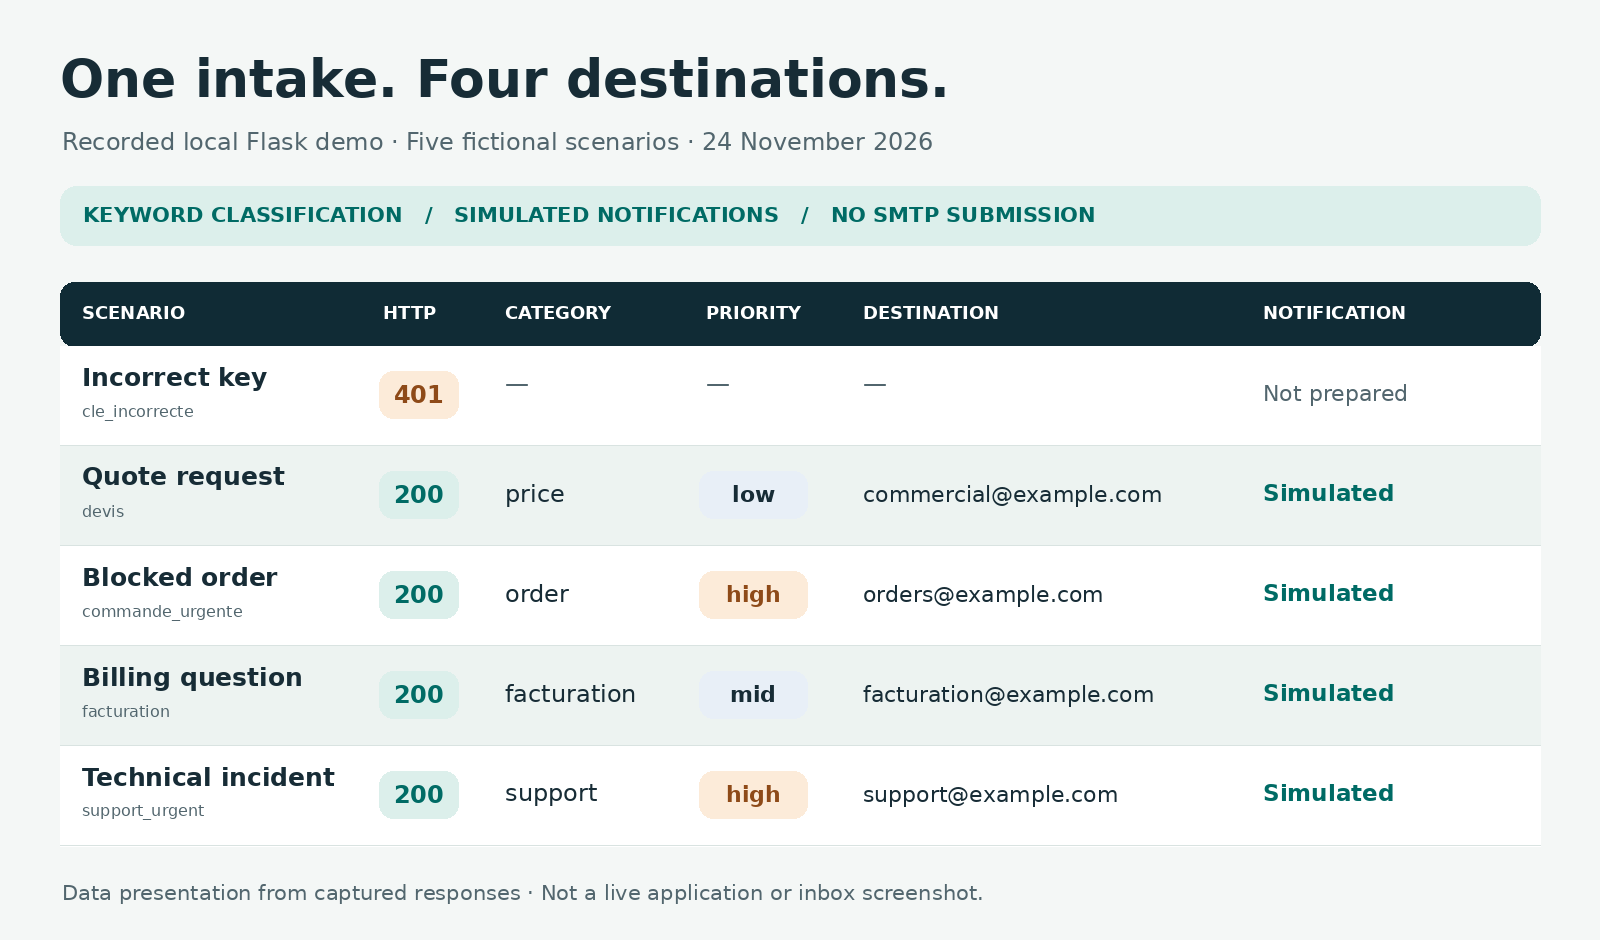 One intake. Four destinations.
Recorded local Flask demo · Five fictional scenarios · 24 November 2026
KEYWORD CLASSIFICATION / SIMULATED NOTIFICATIONS / NO SMTP SUBMISSION
SCENARIO HTTP CATEGORY PRIORITY DESTINATION NOTIFICATION
Incorrect key 401 — — — Not prepared
cle_incorrecte
Quote request 200 price low commercial@example.com Simulated
devis
Blocked order 200 order high orders@example.com Simulated
commande_urgente
Billing question 200 facturation mid facturation@example.com Simulated
facturation
Technical incident 200 support high support@example.com Simulated
support_urgent
Data presentation from captured responses · Not a live application or inbox screenshot.